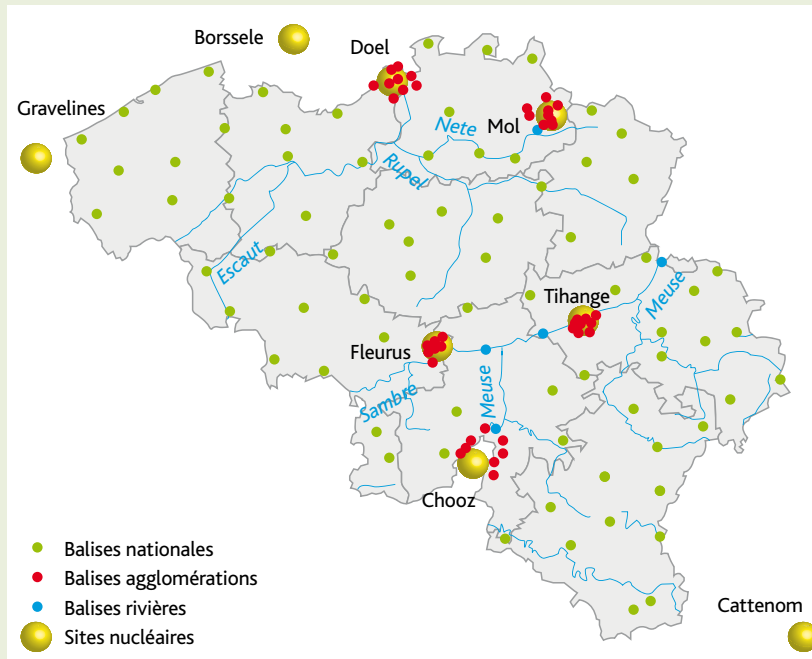 Borssele
Doel
Gravelines
Nete
Mol
Rupel
Escaut
Tihange
Meuse
Fleurus
Sambre
Meuse
Chooz
Balises nationales
Balises agglomérations
Balises rivières
Cattenom
Sites nucléaires